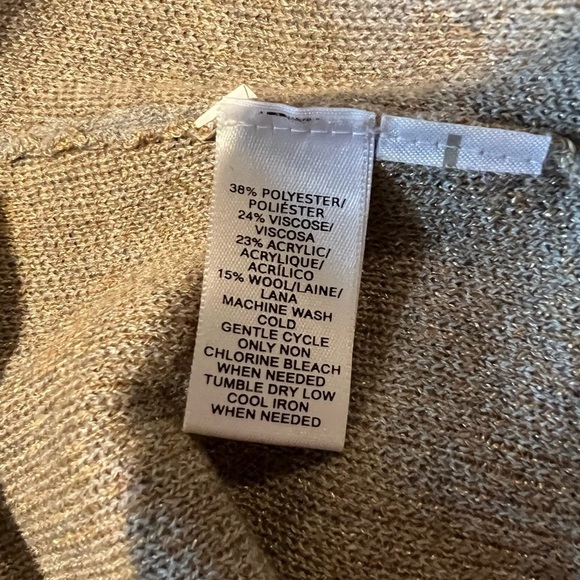 38% POLYESTER/
POLIÉSTER
24% VISCOSE/
VISCOSA
23% ACRYLIC/
ACRYLIQUE/
ACRÍLICO
15% WOOL/LAINE/
LANA
MACHINE WASH
COLD
GENTLE CYCLE
ONLY NON
CHLORINE BLEACH
WHEN NEEDED
TUMBLE DRY LOW
COOL IRON
WHEN NEEDED